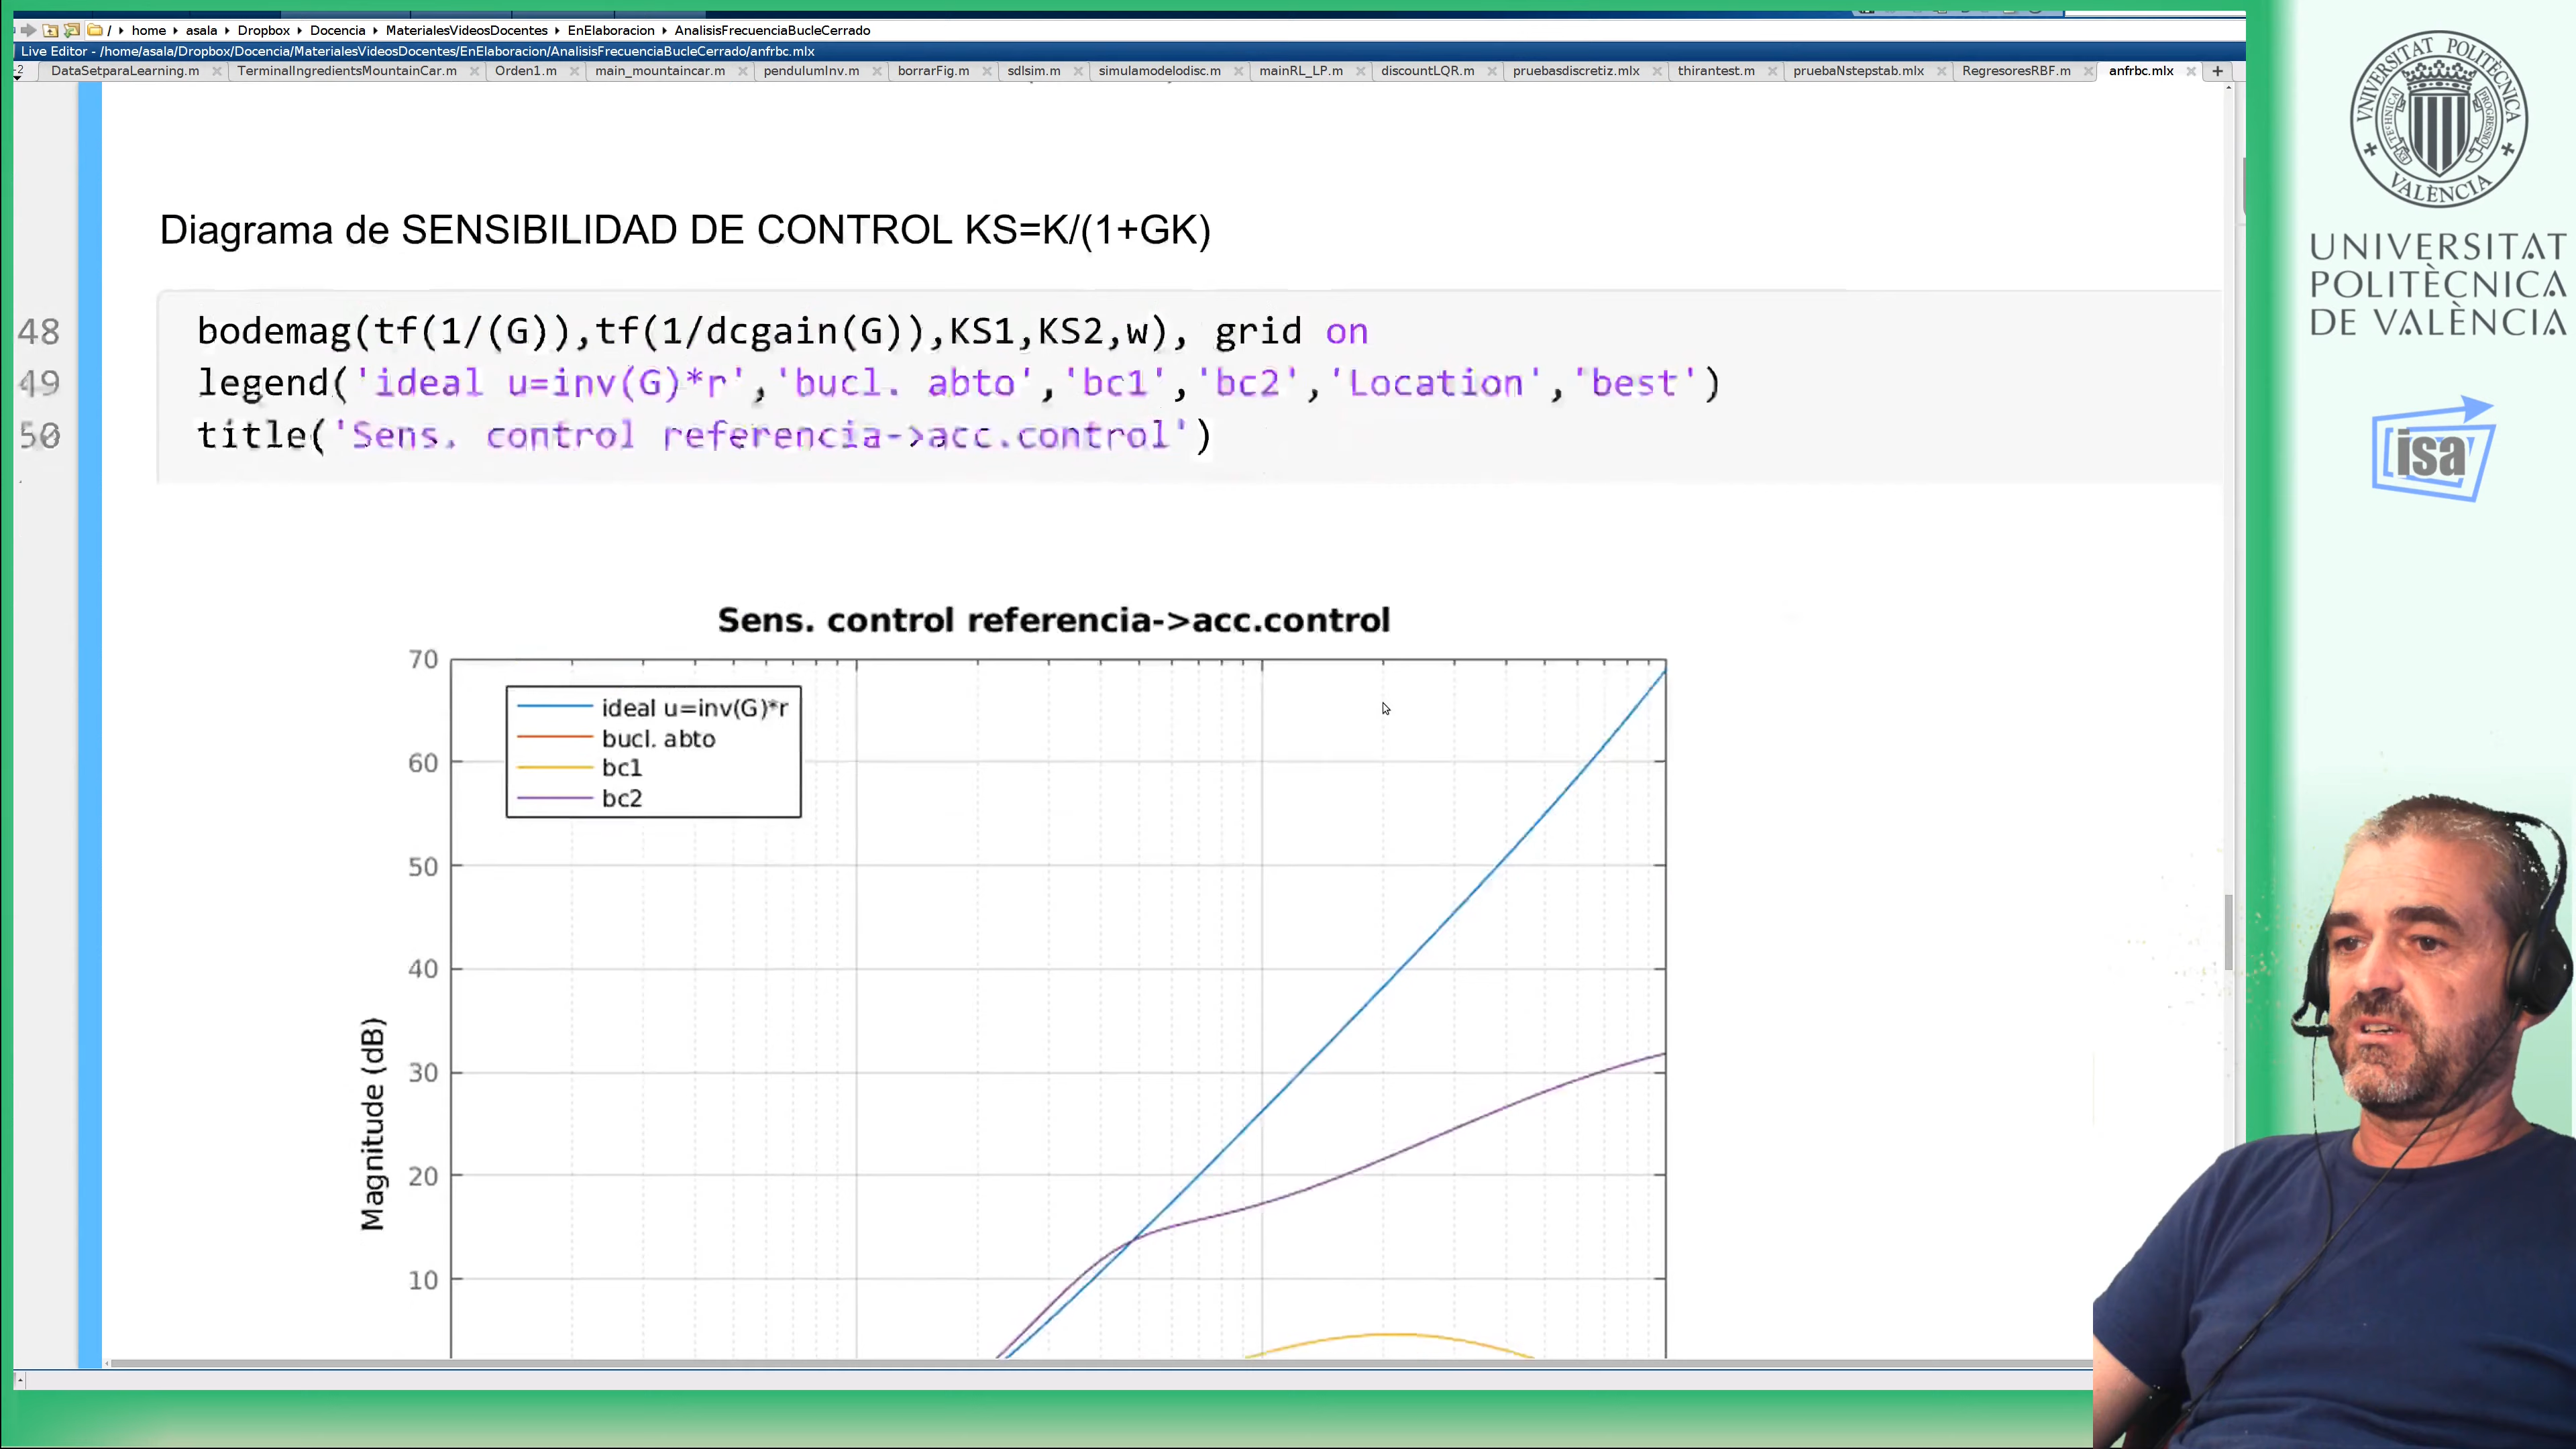 / home asala Dropbox Docencia MaterialesVideosDocentes EnElaboracion AnalisisFrecuenciaBucleCerrado
Live Editor - /home/asala/Dropbox/Docencia/MaterialesVideosDocentes/EnElaboracion/AnalisisFrecuenciaBucleCerrado/anfrbc.mlx
DataSetparaLearning.m TerminalIngredientsMountainCar.m Orden1.m main_mountaincar.m pendulumInv.m borrarFig.m sdlsim.m simulamodelodisc.m mainRL_LP.m discountLQR.m pruebasdiscretiz.mlx thirantest.m pruebaNstepstab.mlx RegresoresRBF.m anfrbc.mlx
Diagrama de SENSIBILIDAD DE CONTROL KS=K/(1+GK)
48 bodemag(tf(1/(G)),tf(1/dcgain(G)),KS1,KS2,w), grid on
49 legend('ideal u=inv(G)*r','bucl. abto','bc1','bc2','Location','best')
50 title('Sens. control referencia->acc.control')
Sens. control referencia->acc.control
70
60
50
40
30
20
10
Magnitude (dB)
ideal u=inv(G)*r
bucl. abto
bc1
bc2
UNIVERSITAT POLITÈCNICA
VALÈNCIA
UNIVERSITAT
POLITÈCNICA
DE VALÈNCIA
isa